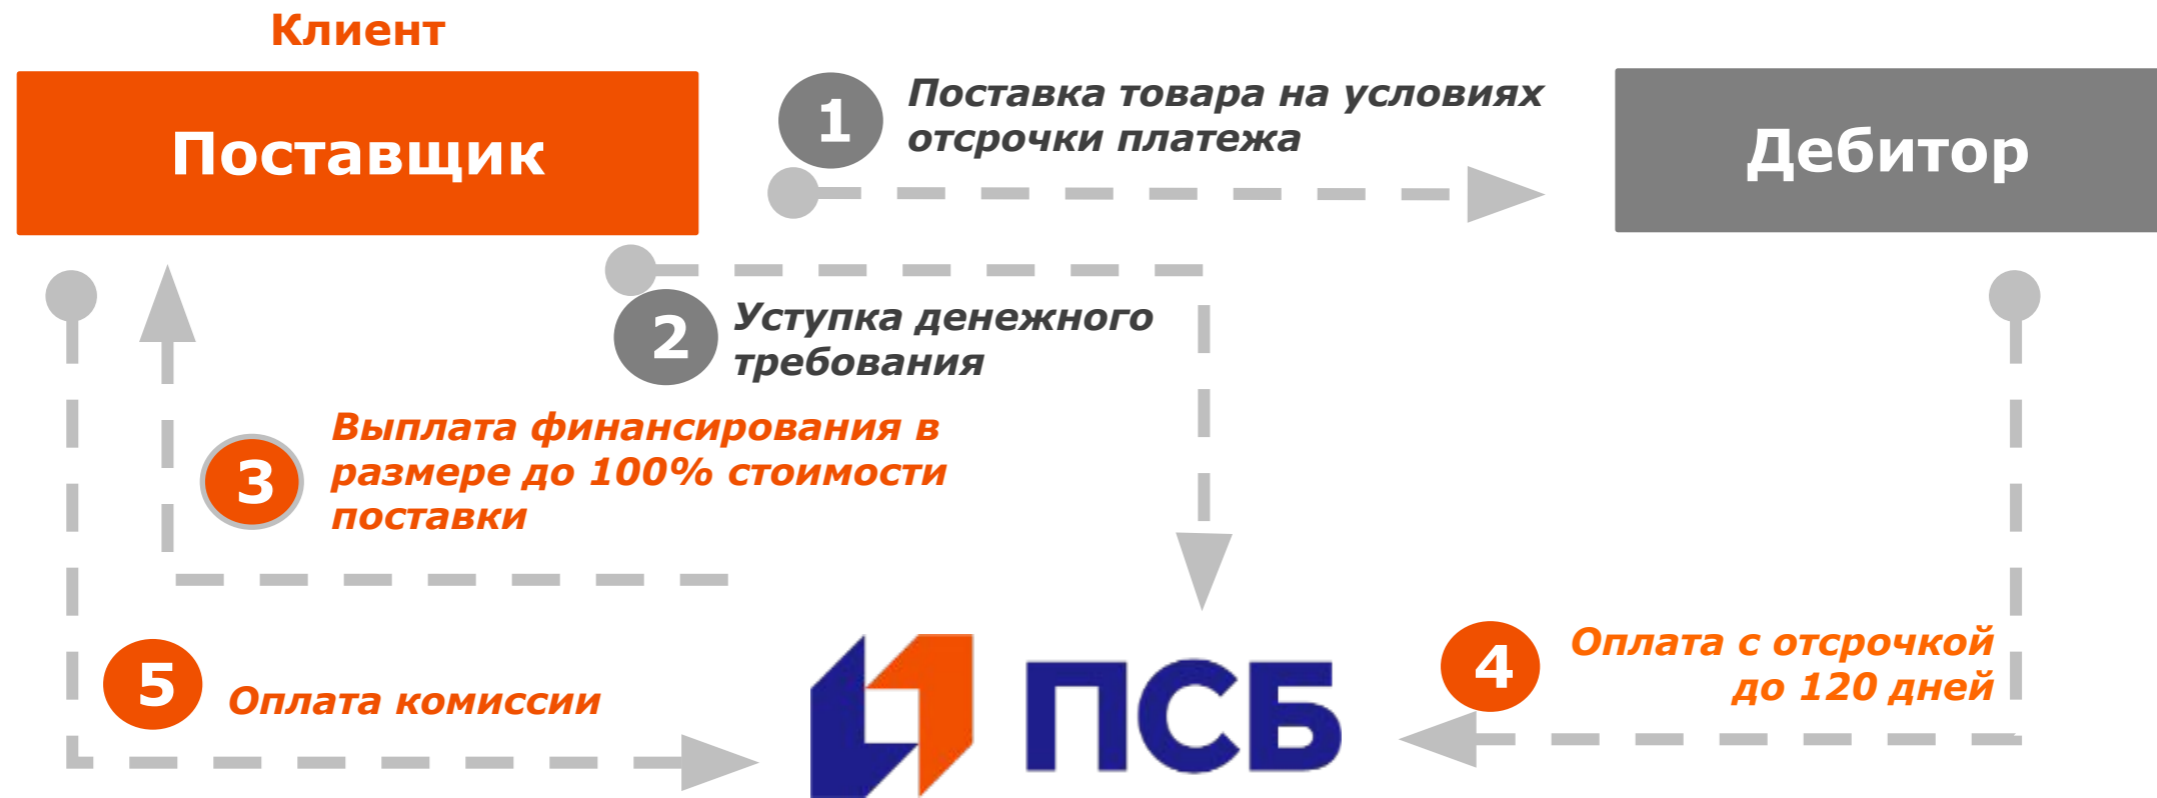 Клиент
Поставщик
1
Поставка товара на условиях
отсрочки платежа
Дебитор
2
Уступка денежного
требования
3
Выплата финансирования в
размере до 100% стоимости
поставки
4
Оплата с отсрочкой
до 120 дней
5
Оплата комиссии
ПСБ